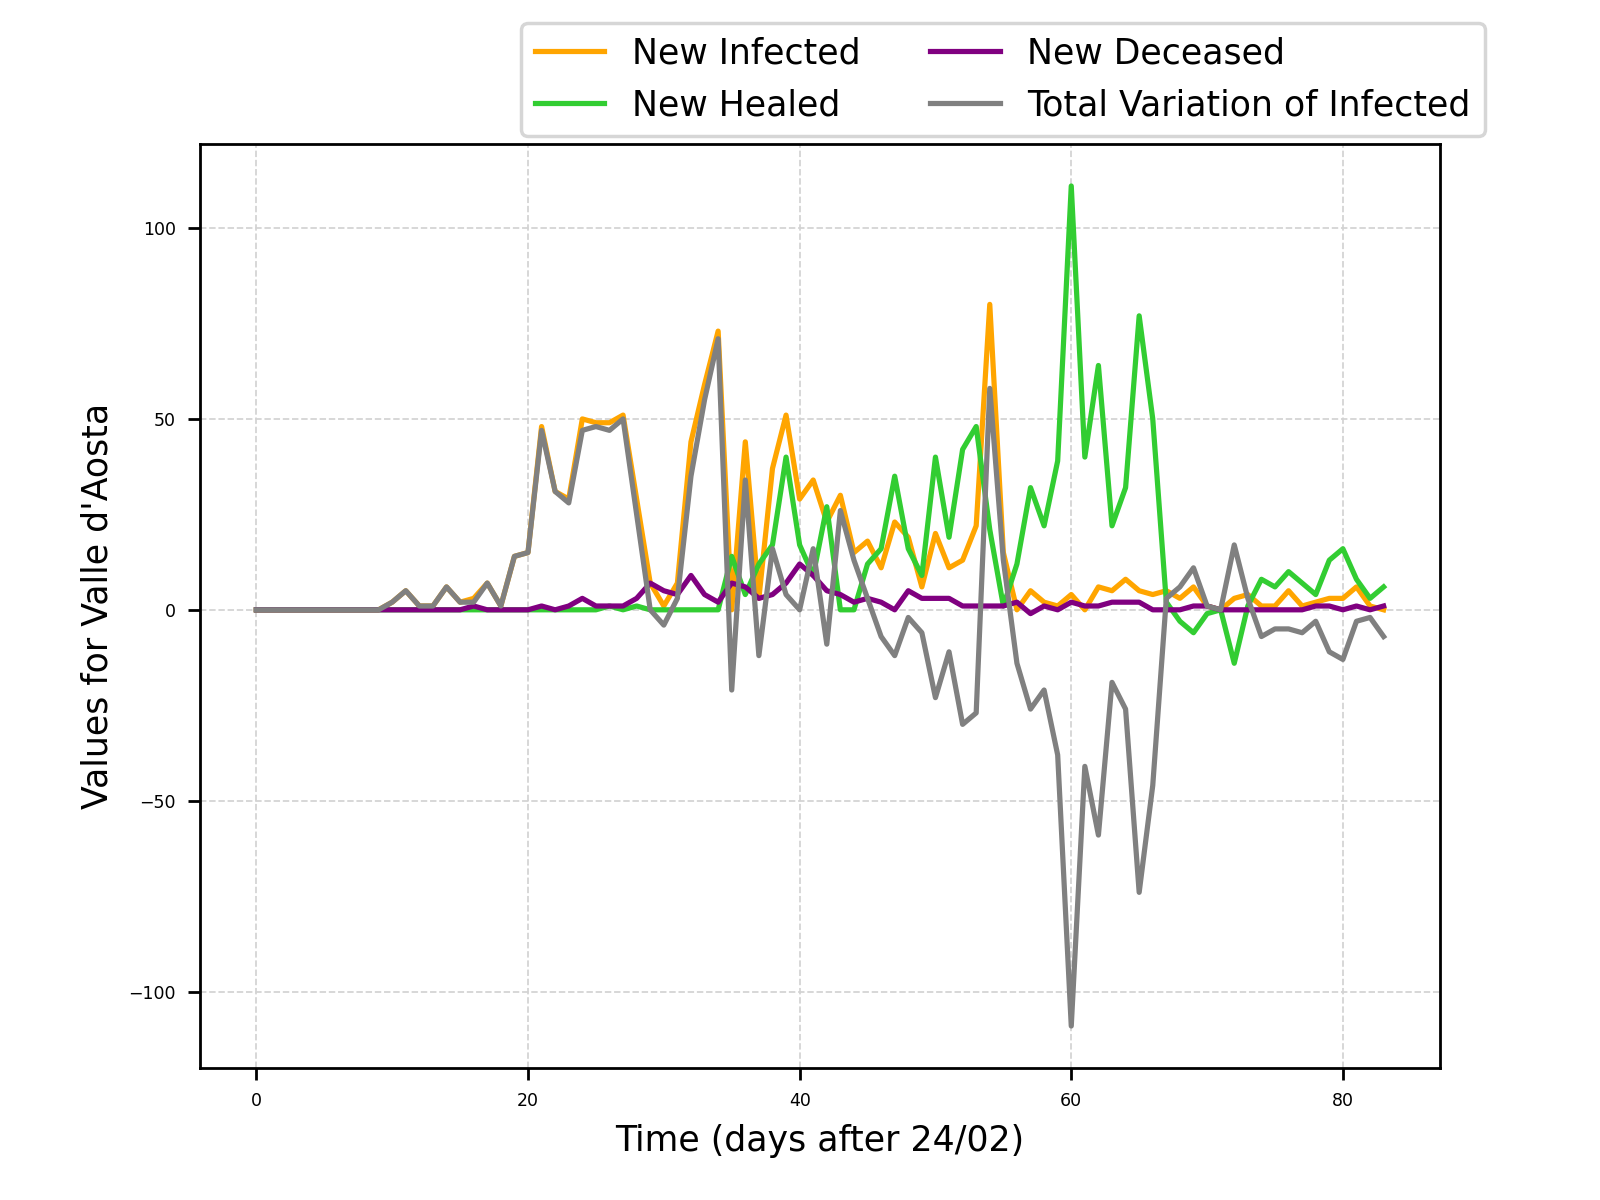 New Infected
New Healed
New Deceased
Total Variation of Infected
Values for Valle d'Aosta
100
50
0
−50
−100
0 20 40 60 80
Time (days after 24/02)